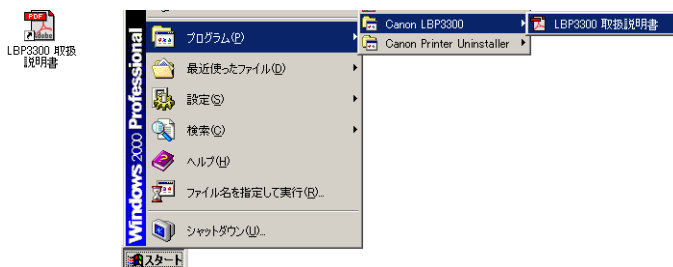 PDF
Adobe
LBP3300 取扱
説明書
Windows 2000 Professional
プログラム(P)
最近使ったファイル(D)
設定(S)
検索(C)
ヘルプ(H)
ファイル名を指定して実行(R)...
シャットダウン(U)...
スタート
Canon LBP3300
Canon Printer Uninstaller
LBP3300 取扱説明書